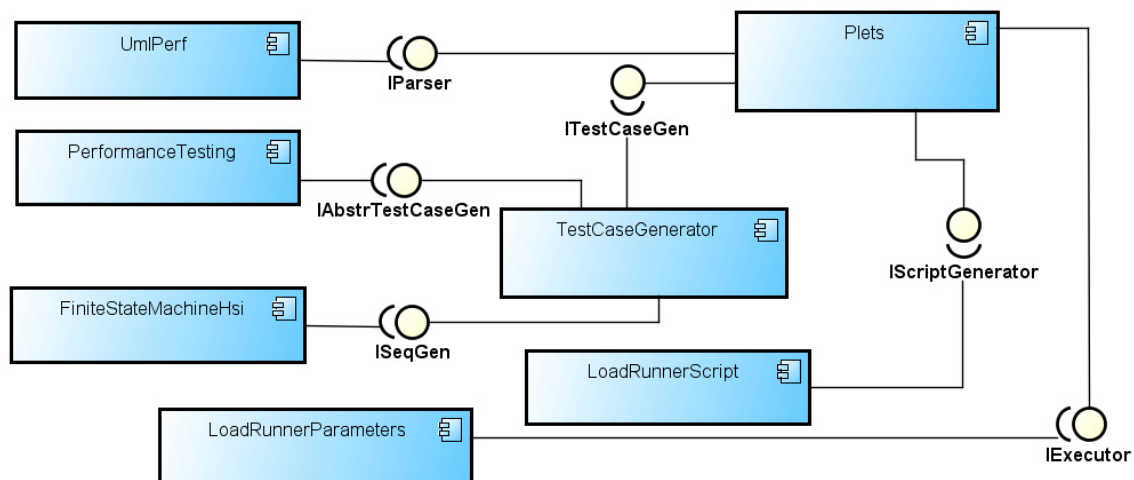 UmlPerf
Plets
IParser
ITestCaseGen
PerformanceTesting
IAbstrTestCaseGen
TestCaseGenerator
IScriptGenerator
FiniteStateMachineHsi
ISeqGen
LoadRunnerScript
LoadRunnerParameters
IExecutor